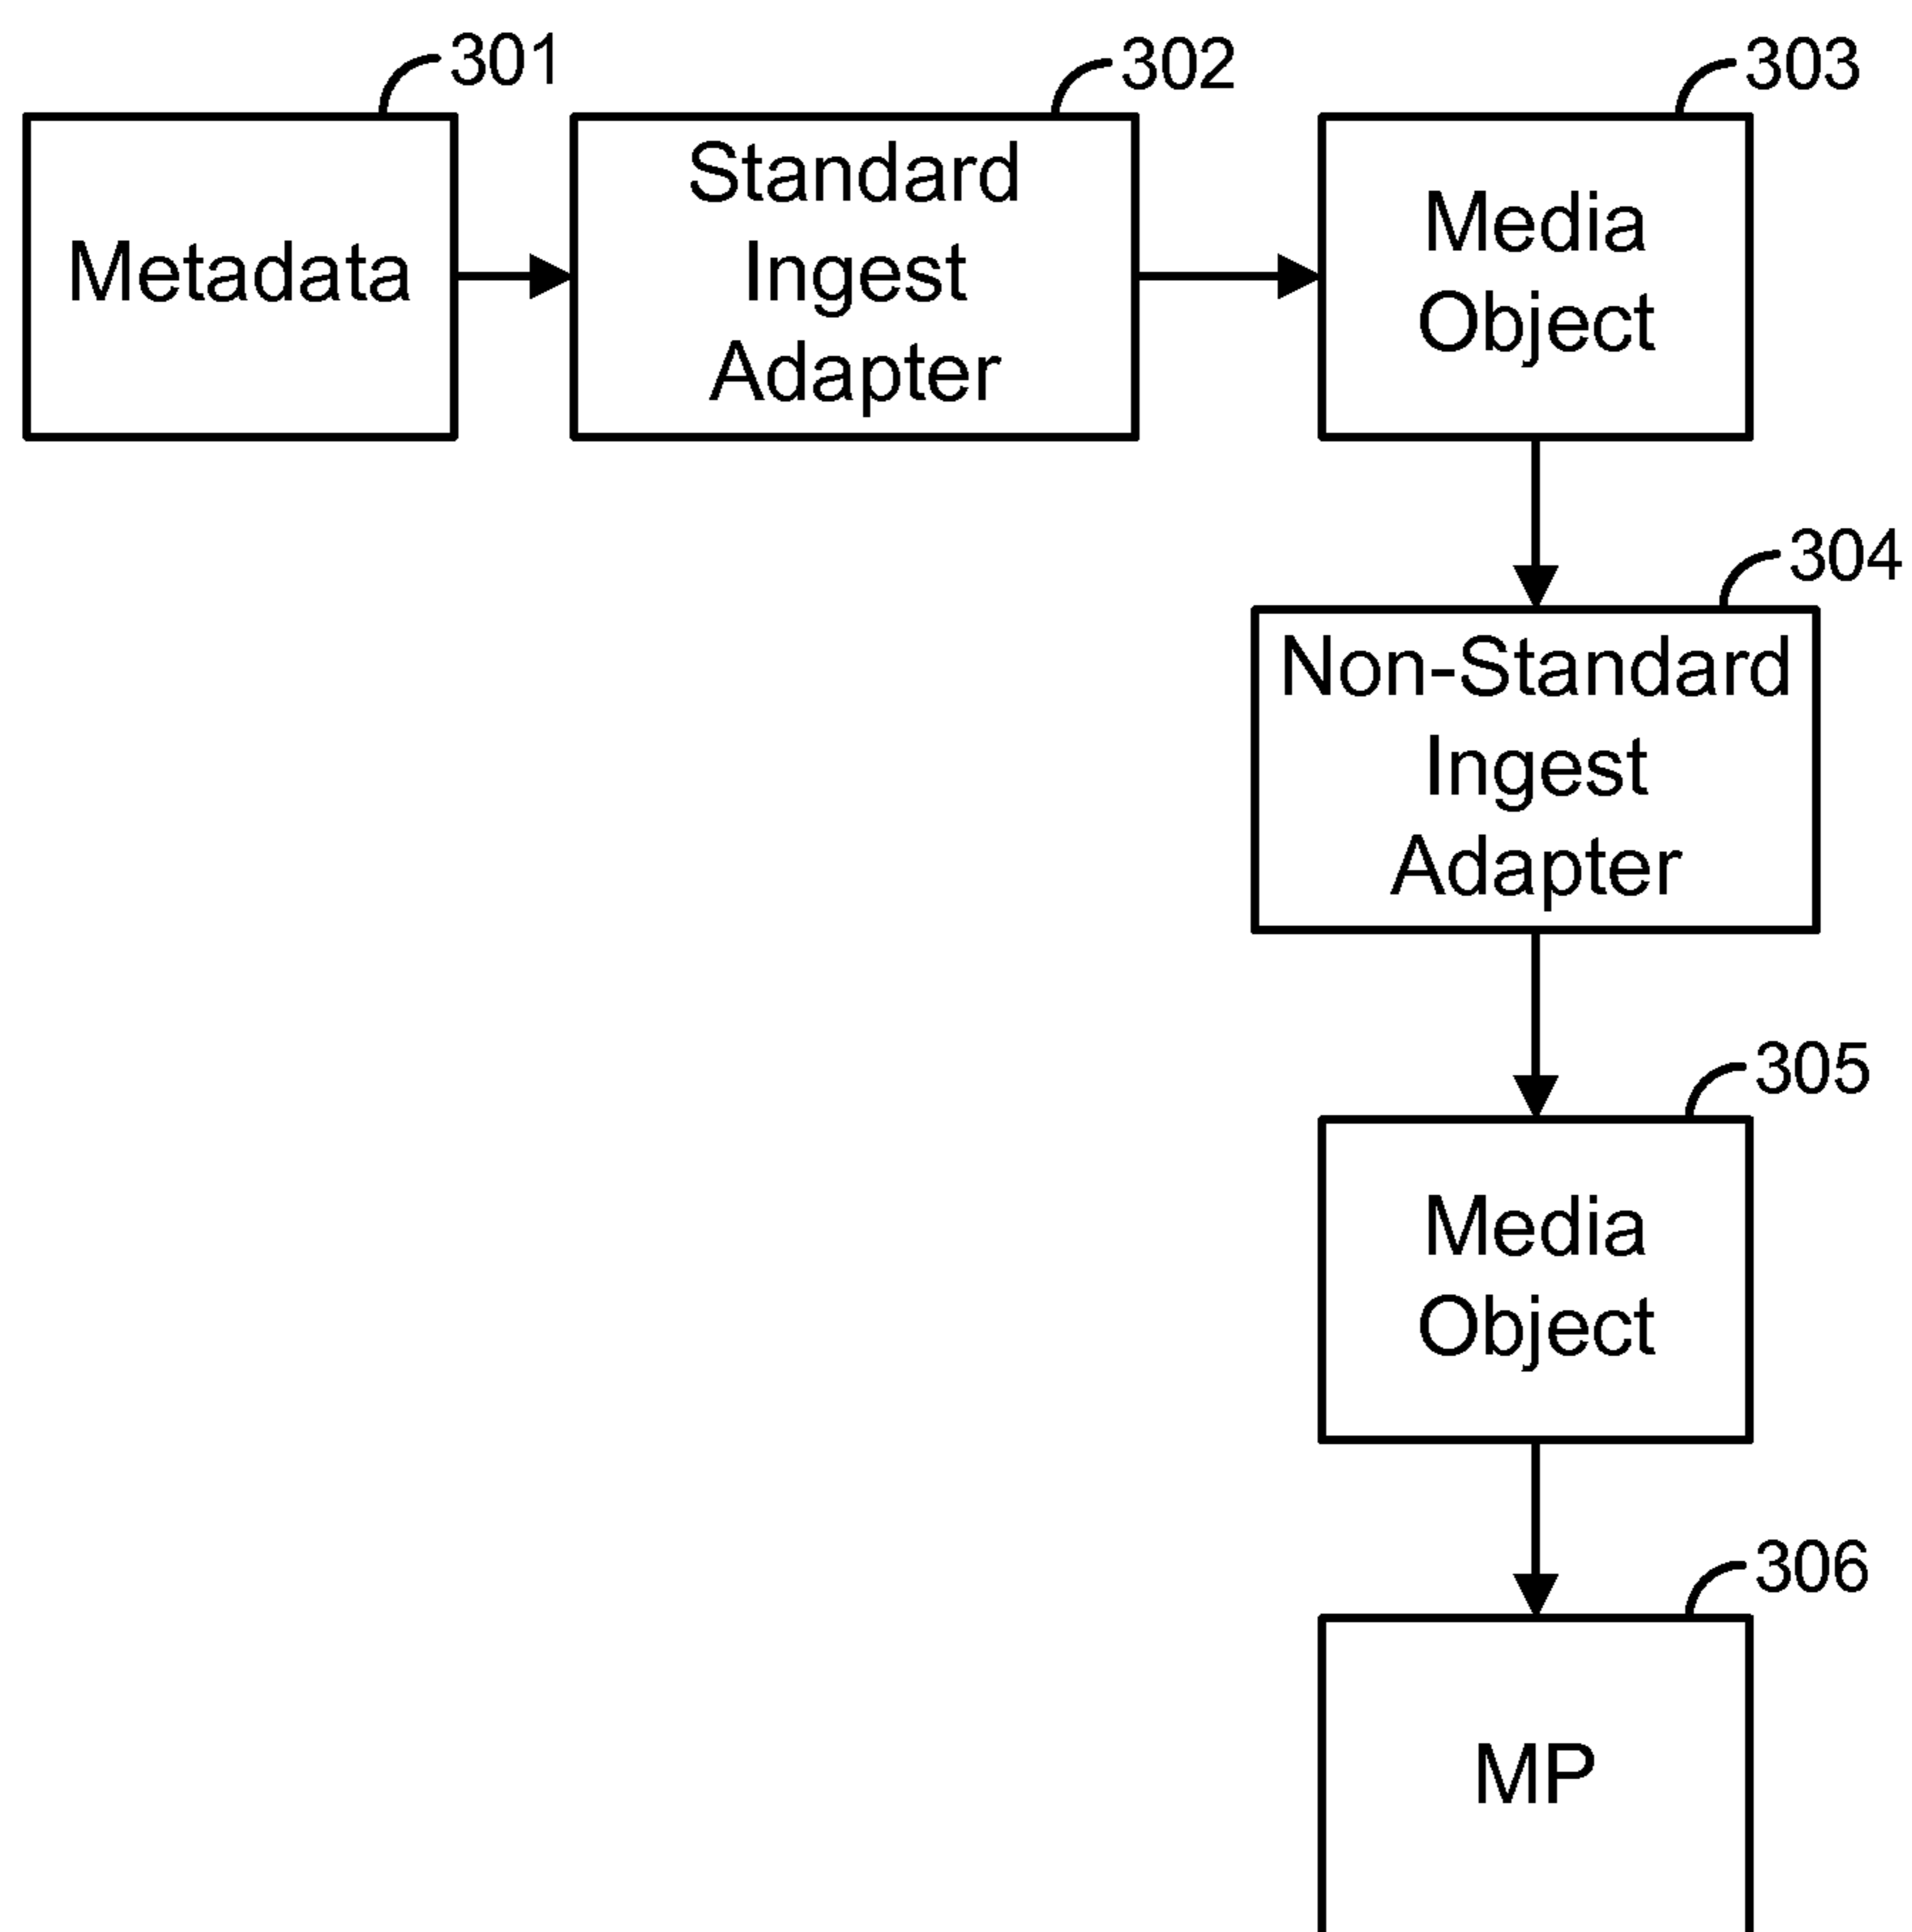 301
Metadata
302
Standard
Ingest
Adapter
303
Media
Object
304
Non-Standard
Ingest
Adapter
305
Media
Object
306
MP